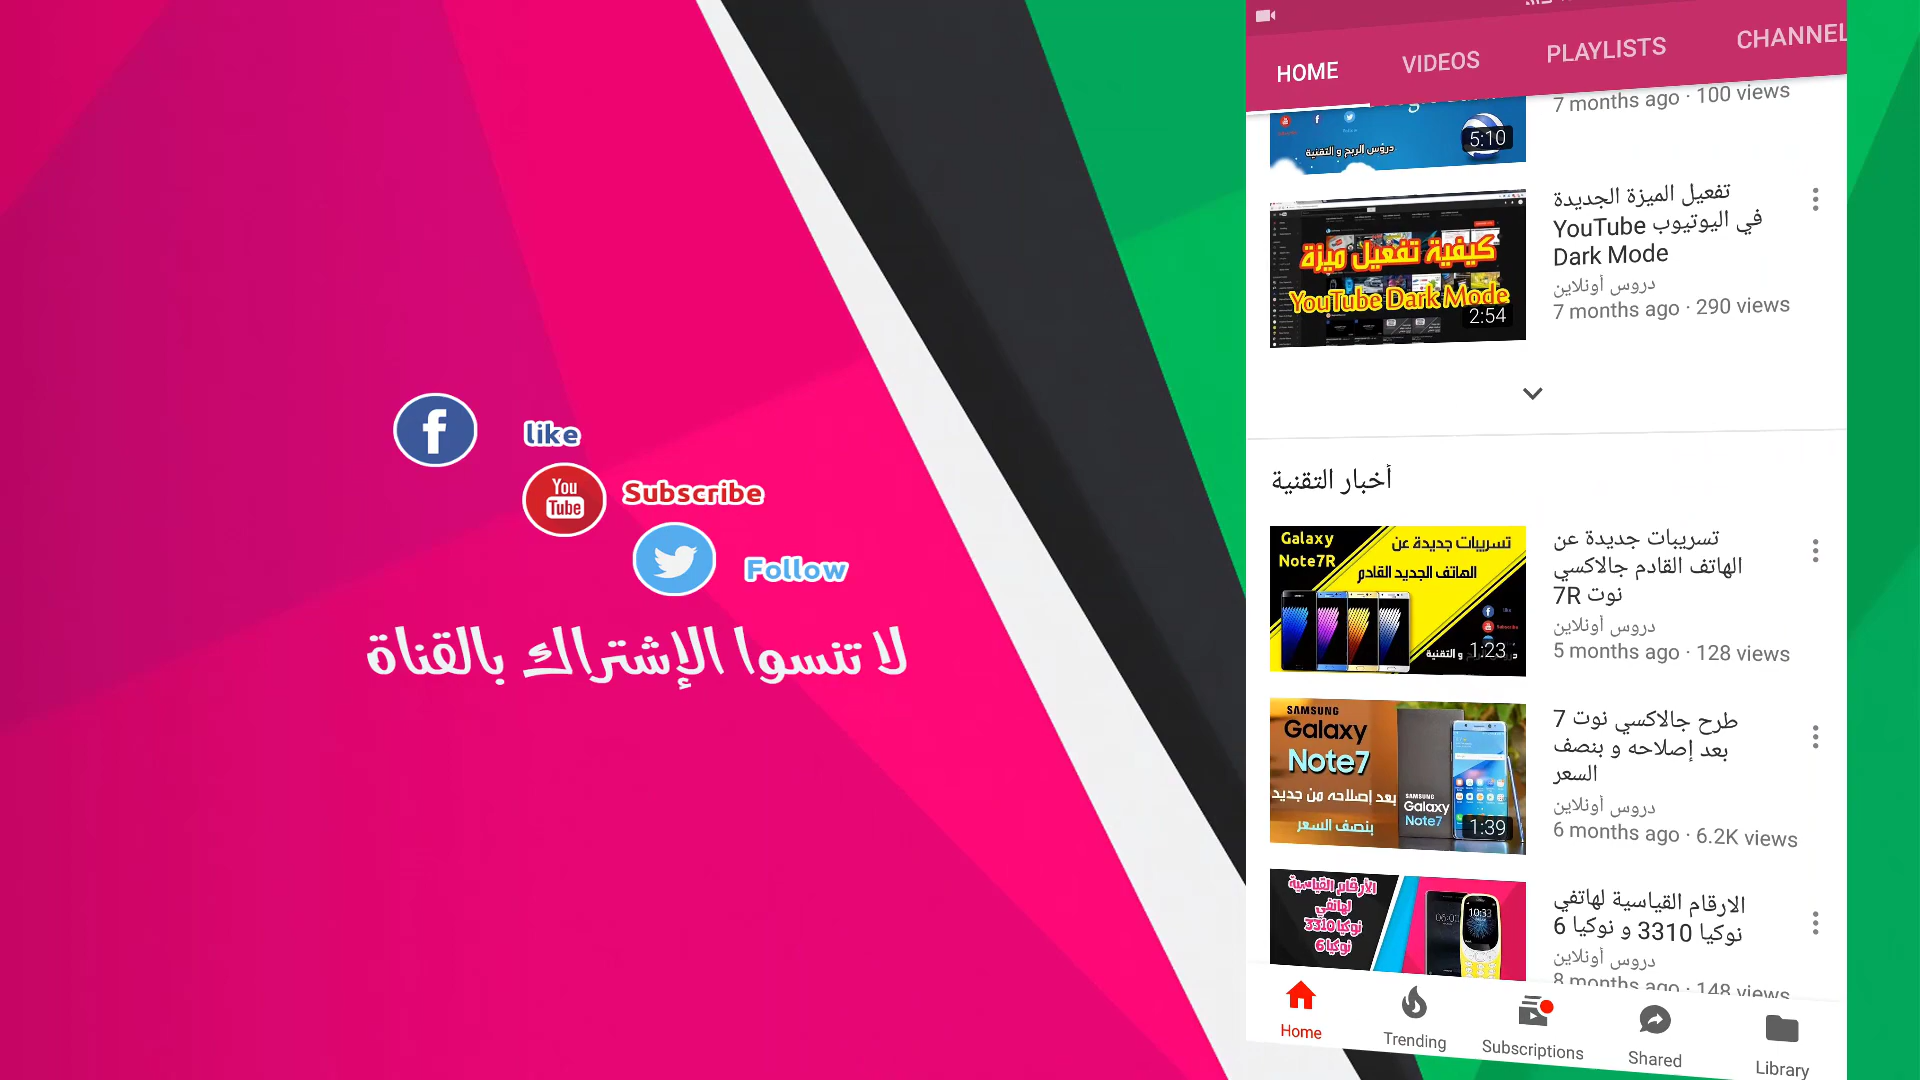 like
You
Tube
Subscribe
Follow
لا تنسوا الإشتراك بالقناة
HOME
VIDEOS
PLAYLISTS
CHANNEL
7 months ago · 100 views
دروس الربح و التقنية
5:10
تفعيل الميزة الجديدة
في اليوتيوب YouTube
Dark Mode
دروس أونلاين
7 months ago · 290 views
كيفية تفعيل ميزة
YouTube Dark Mode
2:54
أخبار التقنية
Galaxy
Note7R
تسريبات جديدة عن
الهاتف الجديد القادم
و التقنية
1:23
تسريبات جديدة عن
الهاتف القادم جالاكسي
نوت 7R
دروس أونلاين
5 months ago · 128 views
SAMSUNG
Galaxy
Note7
بعد إصلاحه من جديد
بنصف السعر
SAMSUNG
Galaxy
Note7
1:39
طرح جالاكسي نوت 7
بعد إصلاحه و بنصف
السعر
دروس أونلاين
6 months ago · 6.2K views
الأرقام القياسية
لهاتفي
نوكيا 3310
نوكيا 6
10:33
الارقام القياسية لهاتفي
نوكيا 3310 و نوكيا 6
دروس أونلاين
8 months ago · 148 views
Home
Trending
Subscriptions
Shared
Library